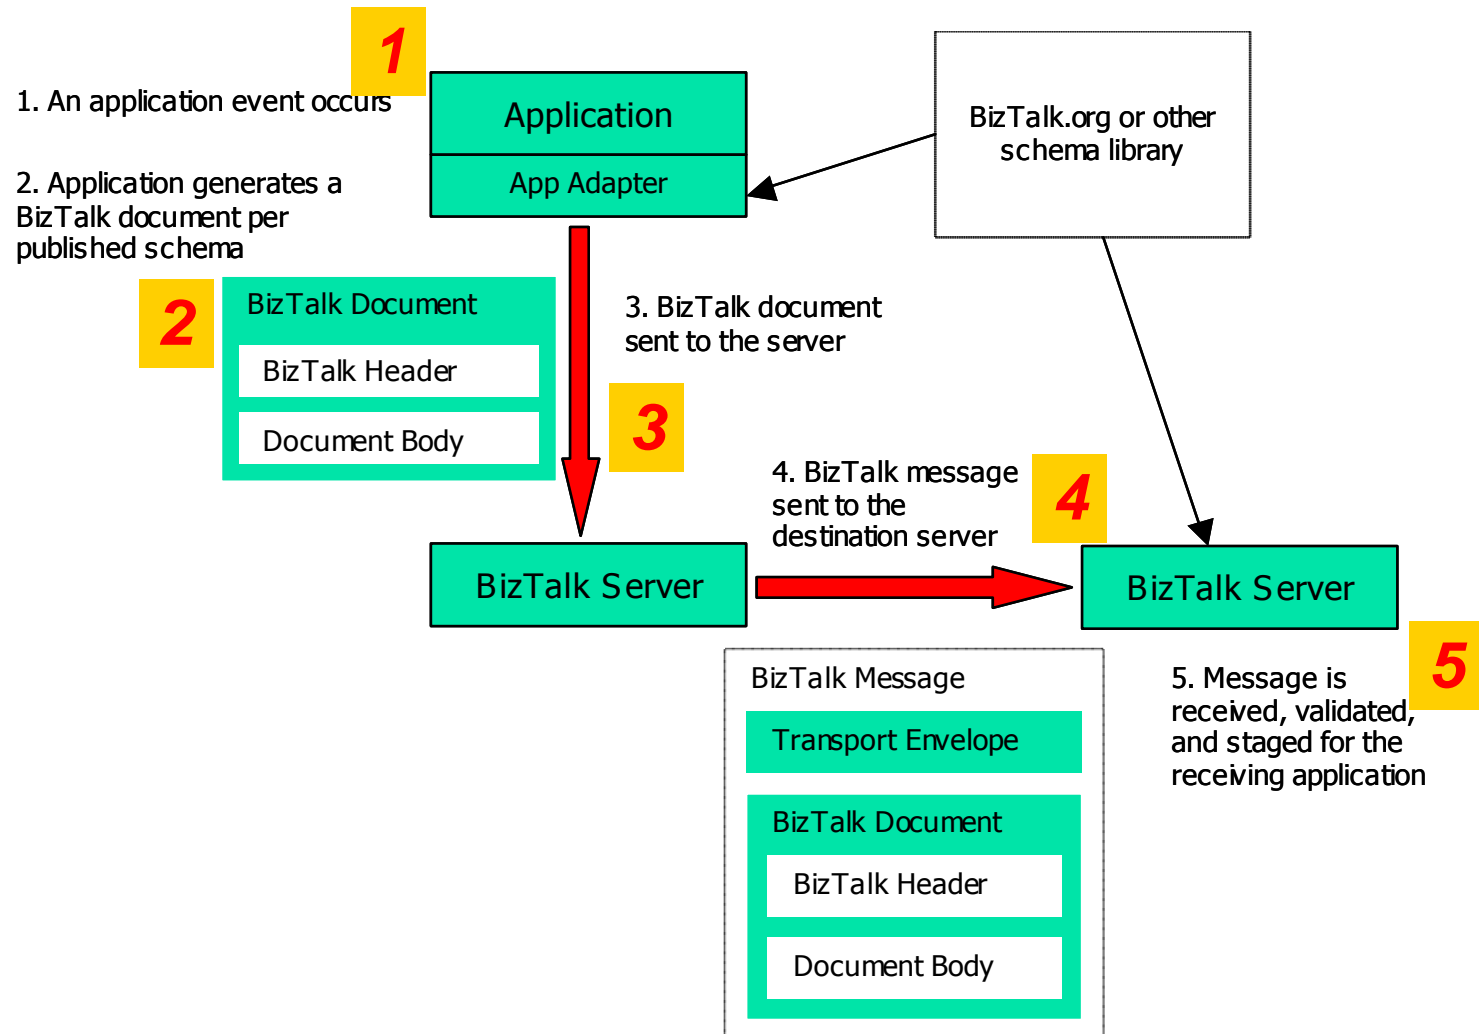 1
1. An application event occurs
Application
App Adapter
BizTalk.org or other
schema library
2. Application generates a
BizTalk document per
published schema
2
BizTalk Document
BizTalk Header
Document Body
3. BizTalk document
sent to the server
3
4. BizTalk message
sent to the
destination server
4
BizTalk Server
BizTalk Server
5
5. Message is
received, validated,
and staged for the
receiving application
BizTalk Message
Transport Envelope
BizTalk Document
BizTalk Header
Document Body